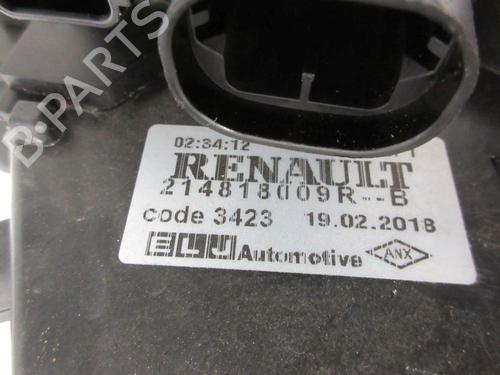 B-PARTS
02:34:12
RENAULT
214818009R--B
code 3423 19.02.2018
Automotive ANX